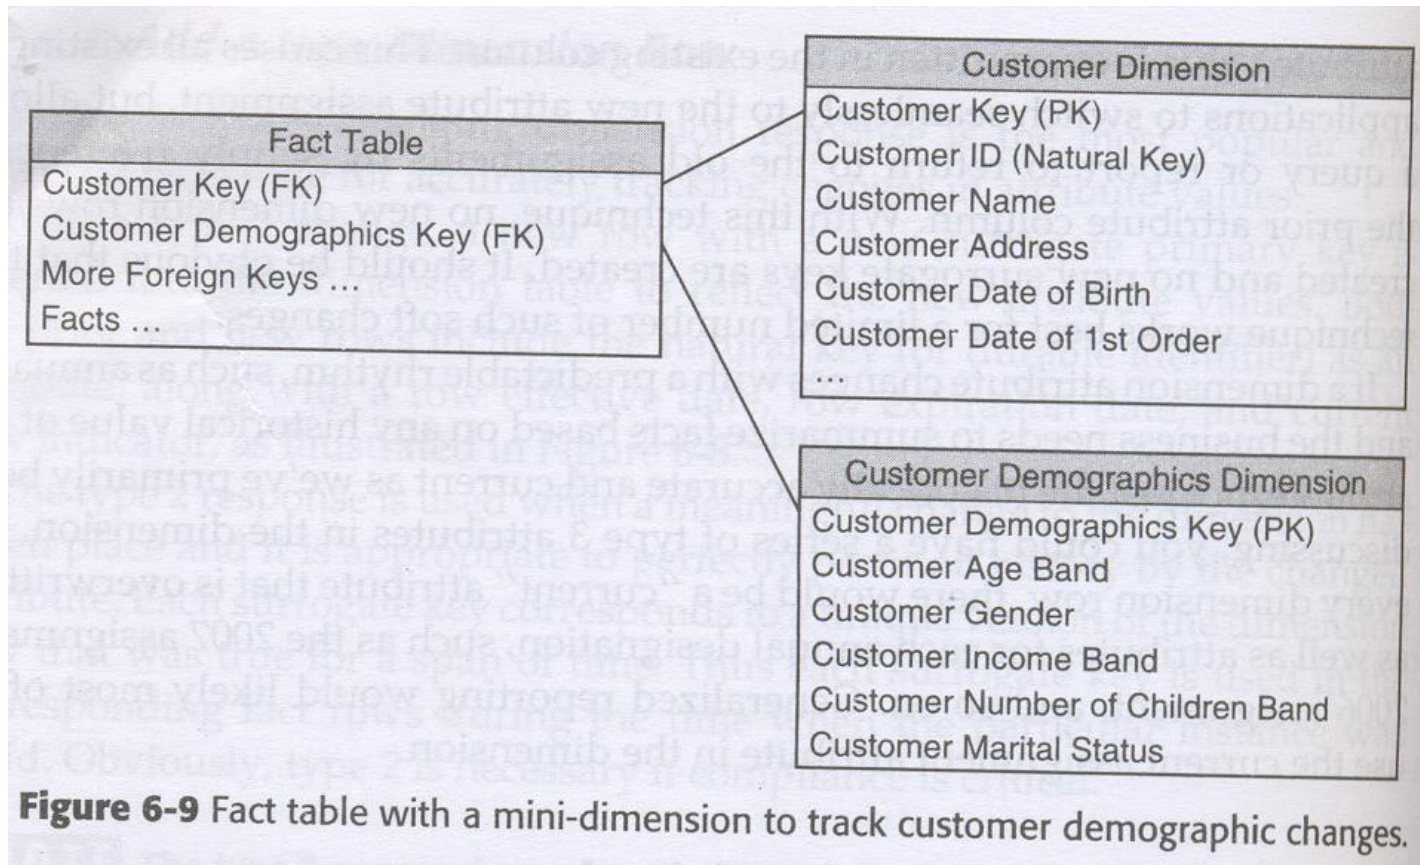 Fact Table
Customer Key (FK)
Customer Demographics Key (FK)
More Foreign Keys ...
Facts ...
Customer Dimension
Customer Key (PK)
Customer ID (Natural Key)
Customer Name
Customer Address
Customer Date of Birth
Customer Date of 1st Order
...
Customer Demographics Dimension
Customer Demographics Key (PK)
Customer Age Band
Customer Gender
Customer Income Band
Customer Number of Children Band
Customer Marital Status
Figure 6-9 Fact table with a mini-dimension to track customer demographic changes.